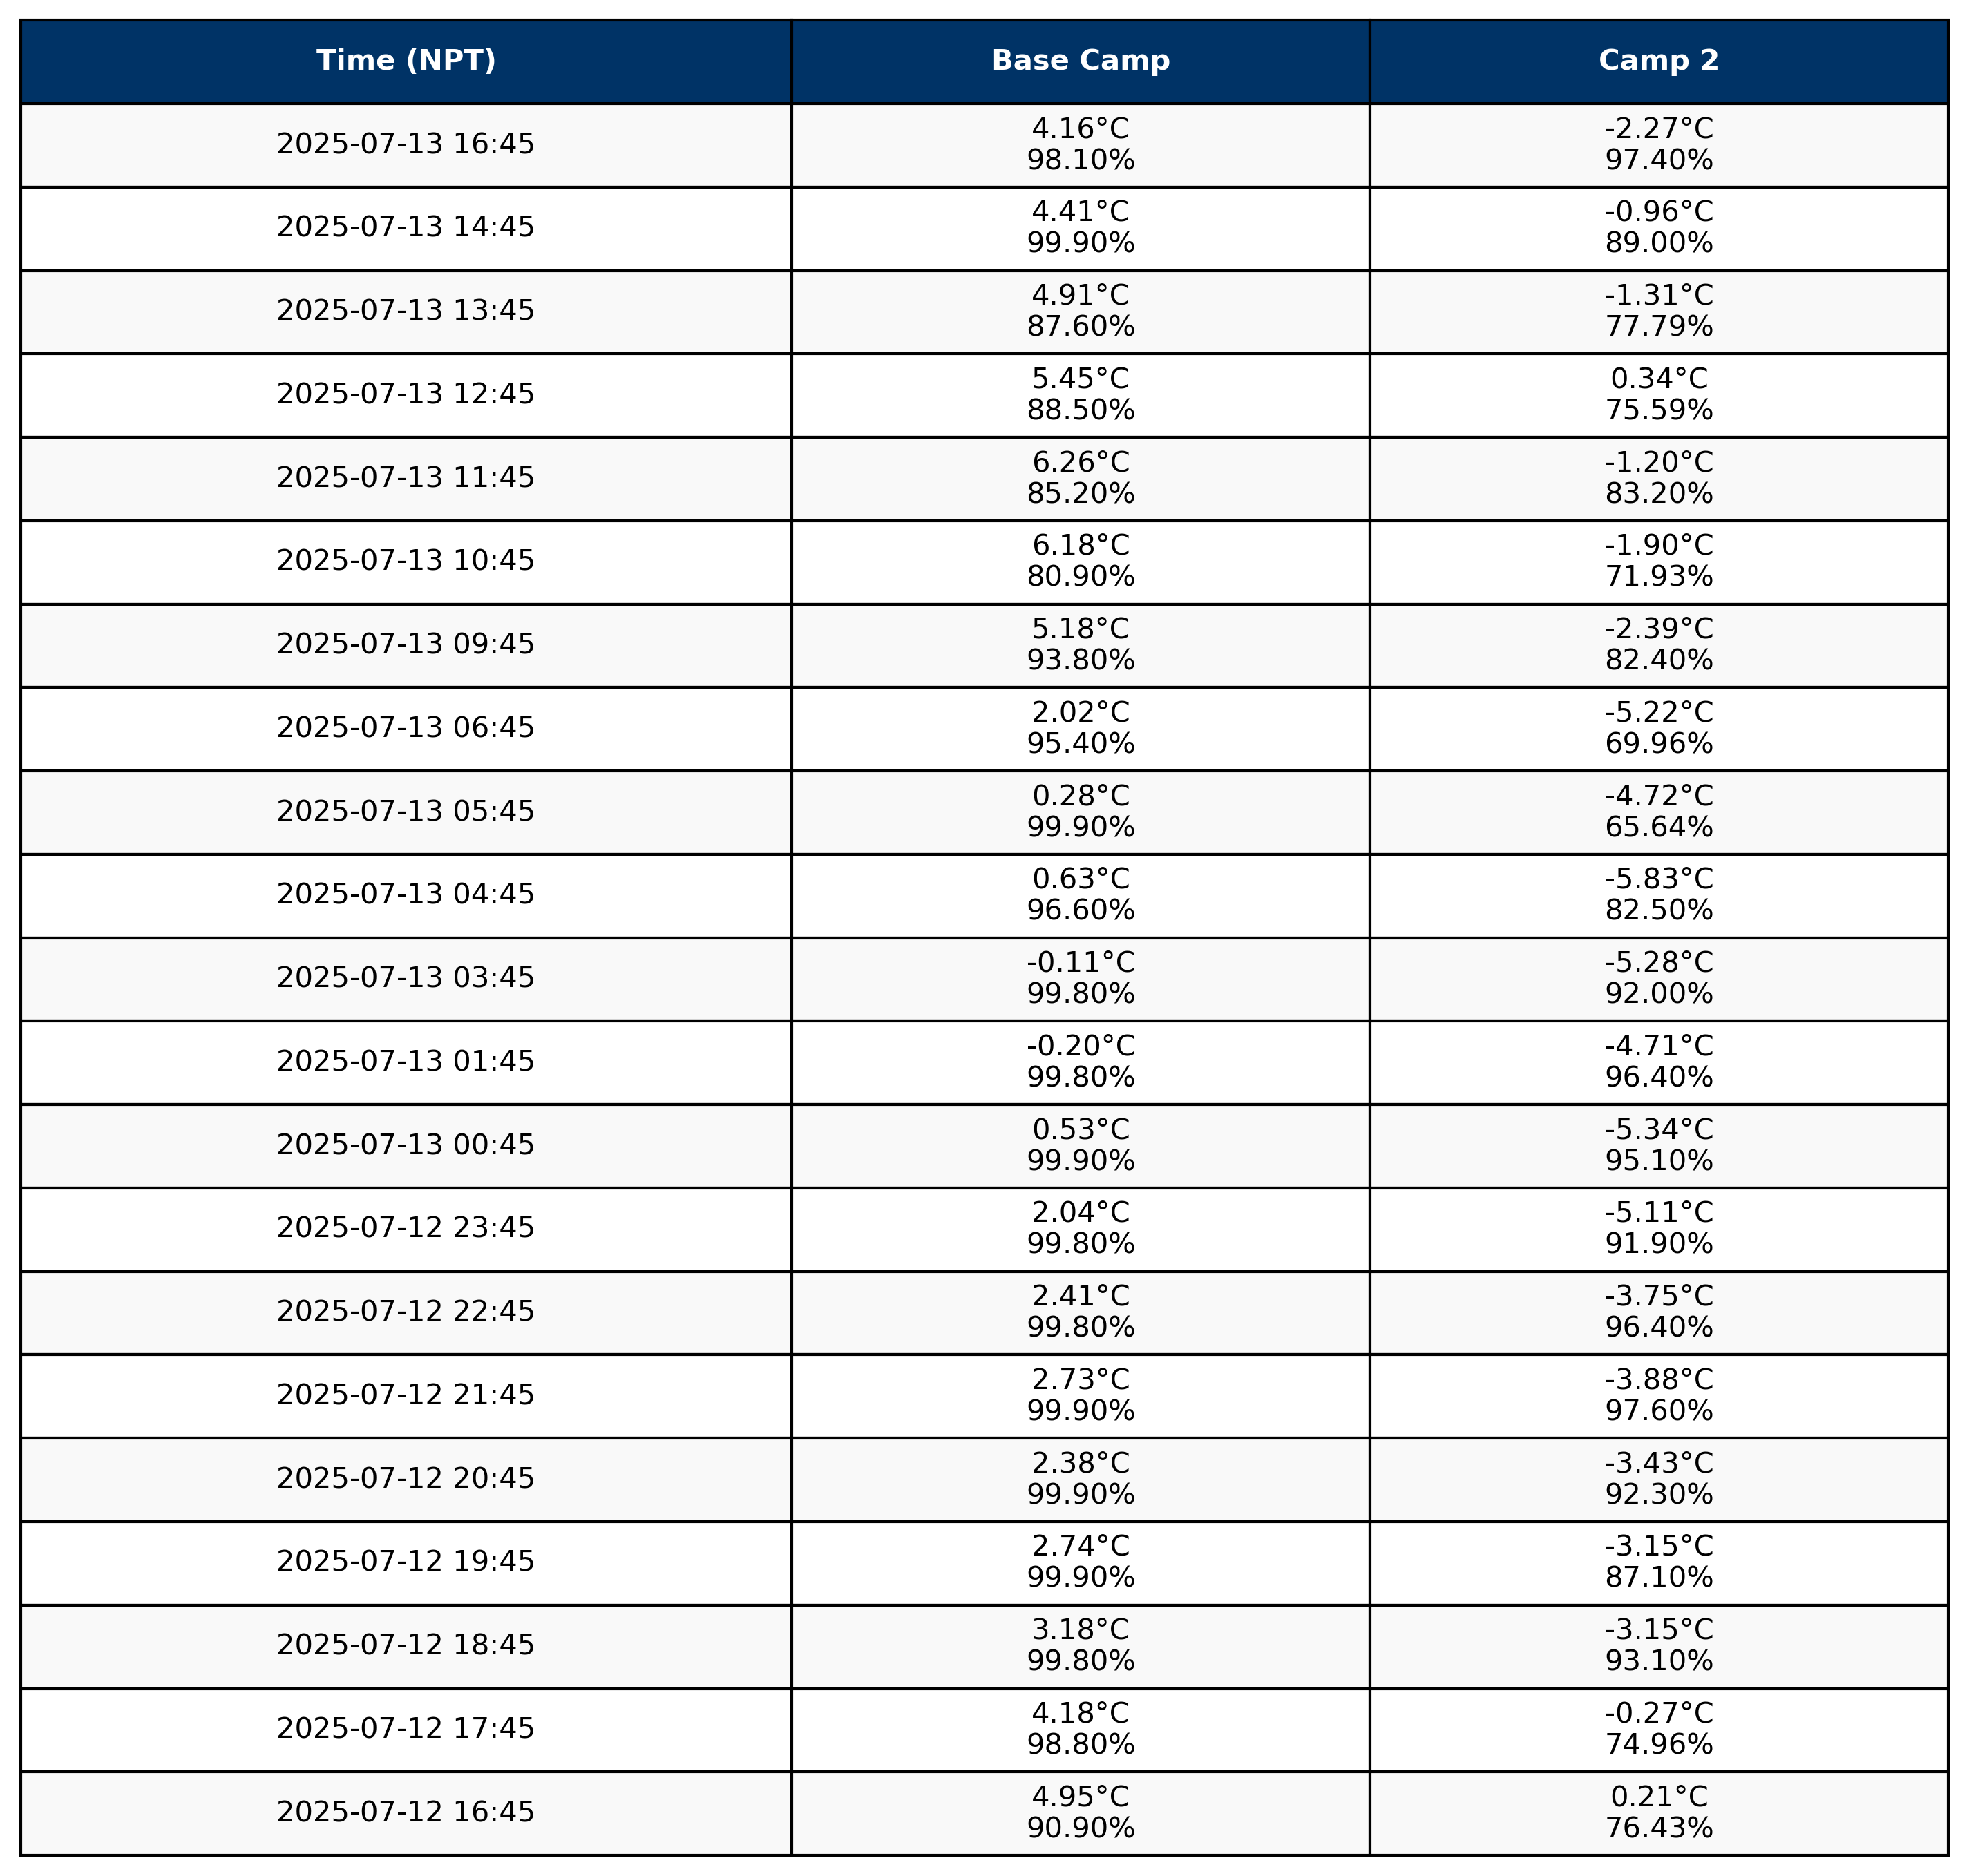 Time (NPT) Base Camp Camp 2
2025-07-13 16:45 4.16°C -2.27°C
98.10% 97.40%
2025-07-13 14:45 4.41°C -0.96°C
99.90% 89.00%
2025-07-13 13:45 4.91°C -1.31°C
87.60% 77.79%
2025-07-13 12:45 5.45°C 0.34°C
88.50% 75.59%
2025-07-13 11:45 6.26°C -1.20°C
85.20% 83.20%
2025-07-13 10:45 6.18°C -1.90°C
80.90% 71.93%
2025-07-13 09:45 5.18°C -2.39°C
93.80% 82.40%
2025-07-13 06:45 2.02°C -5.22°C
95.40% 69.96%
2025-07-13 05:45 0.28°C -4.72°C
99.90% 65.64%
2025-07-13 04:45 0.63°C -5.83°C
96.60% 82.50%
2025-07-13 03:45 -0.11°C -5.28°C
99.80% 92.00%
2025-07-13 01:45 -0.20°C -4.71°C
99.80% 96.40%
2025-07-13 00:45 0.53°C -5.34°C
99.90% 95.10%
2025-07-12 23:45 2.04°C -5.11°C
99.80% 91.90%
2025-07-12 22:45 2.41°C -3.75°C
99.80% 96.40%
2025-07-12 21:45 2.73°C -3.88°C
99.90% 97.60%
2025-07-12 20:45 2.38°C -3.43°C
99.90% 92.30%
2025-07-12 19:45 2.74°C -3.15°C
99.90% 87.10%
2025-07-12 18:45 3.18°C -3.15°C
99.80% 93.10%
2025-07-12 17:45 4.18°C -0.27°C
98.80% 74.96%
2025-07-12 16:45 4.95°C 0.21°C
90.90% 76.43%